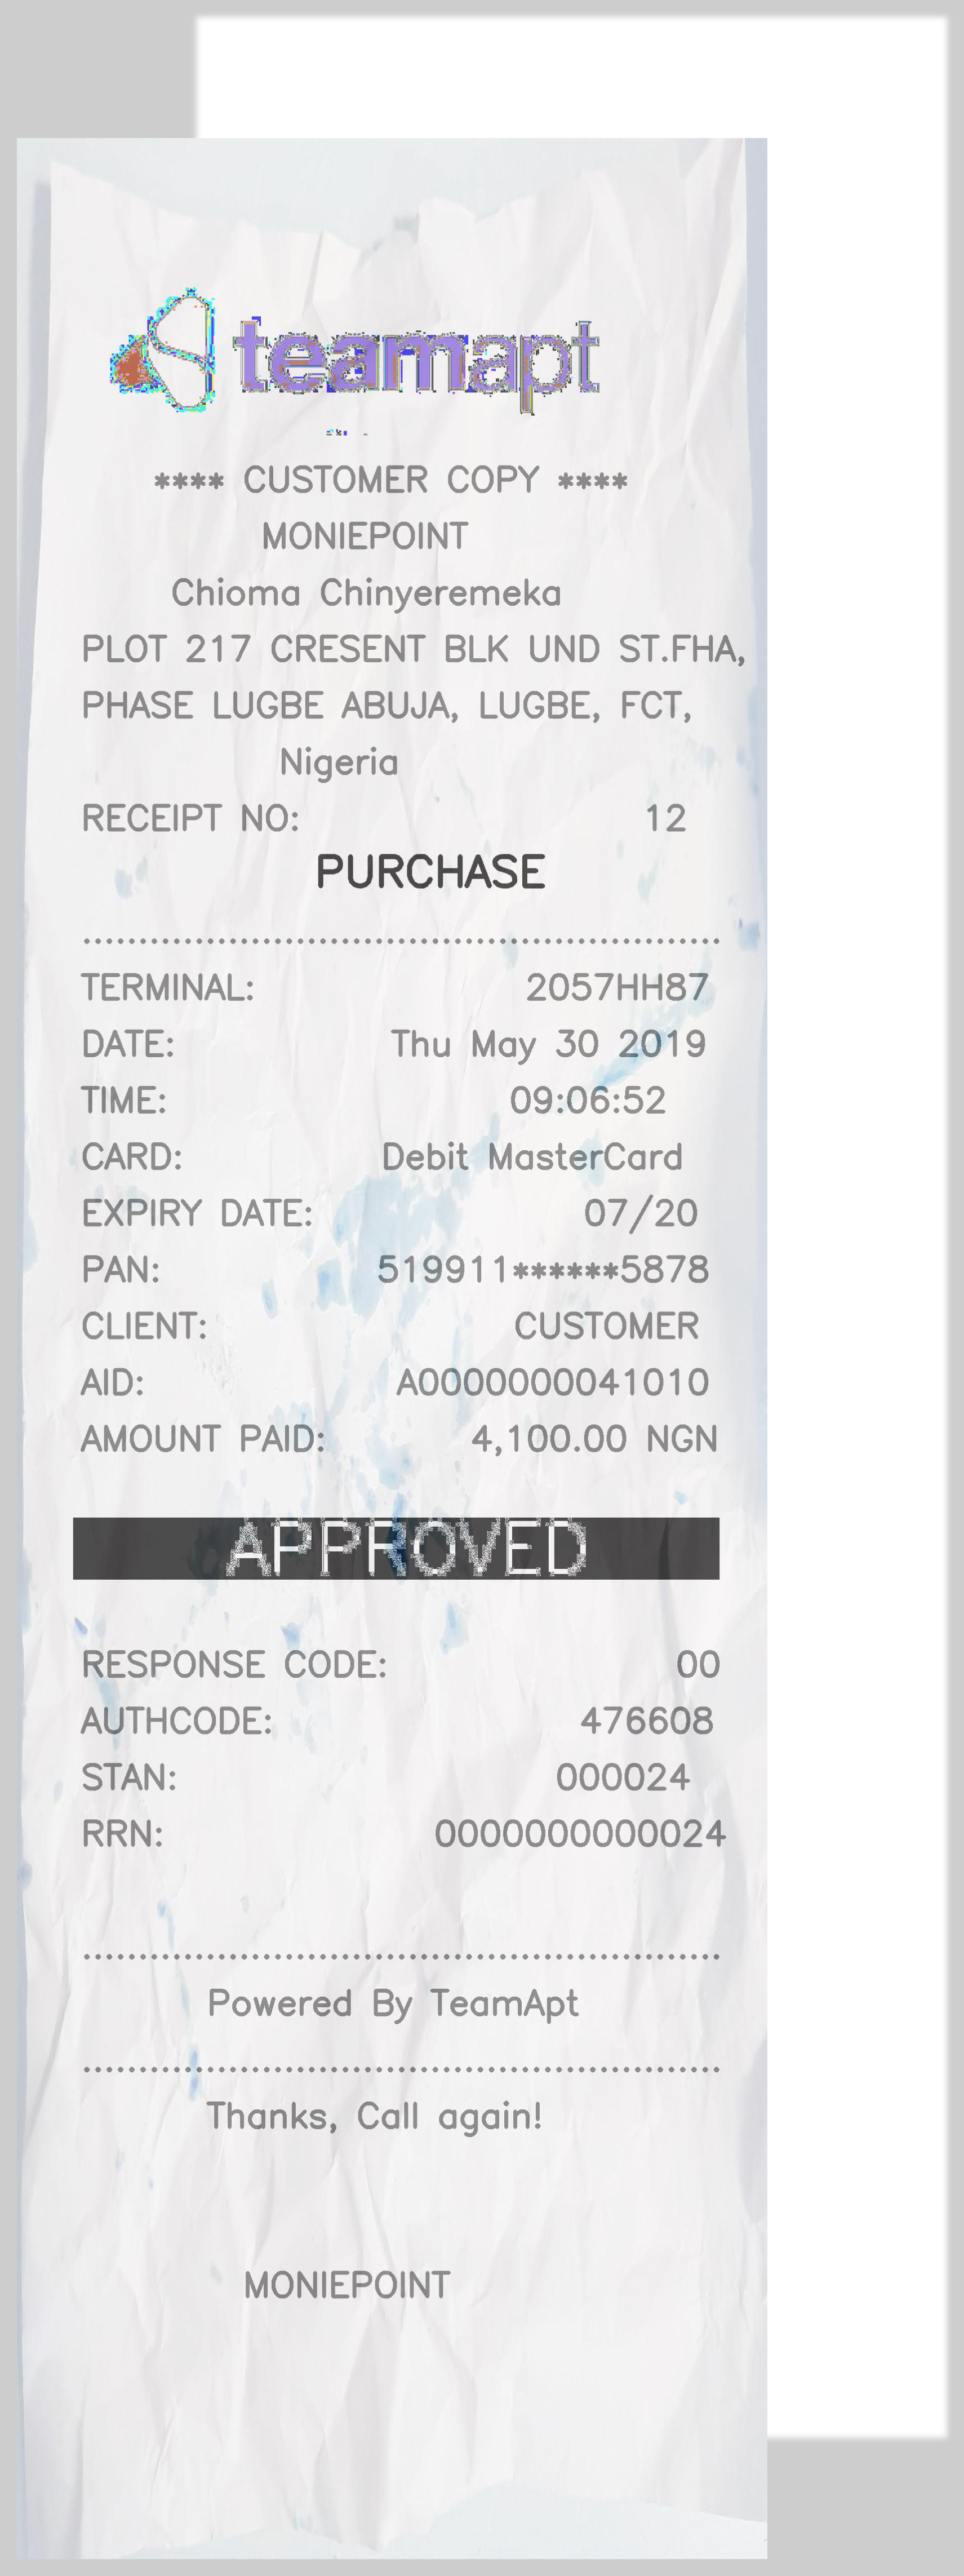 teamapt
**** CUSTOMER COPY ****
MONIEPOINT
Chioma Chinyeremeka
PLOT 217 CRESENT BLK UND ST.FHA,
PHASE LUGBE ABUJA, LUGBE, FCT,
Nigeria
RECEIPT NO: 12
PURCHASE
TERMINAL: 2057HH87
DATE: Thu May 30 2019
TIME: 09:06:52
CARD: Debit MasterCard
EXPIRY DATE: 07/20
PAN: 519911******5878
CLIENT: CUSTOMER
AID: A0000000041010
AMOUNT PAID: 4,100.00 NGN
APPROVED
RESPONSE CODE: 00
AUTHCODE: 476608
STAN: 000024
RRN: 0000000000024
Powered By TeamApt
Thanks, Call again!
MONIEPOINT